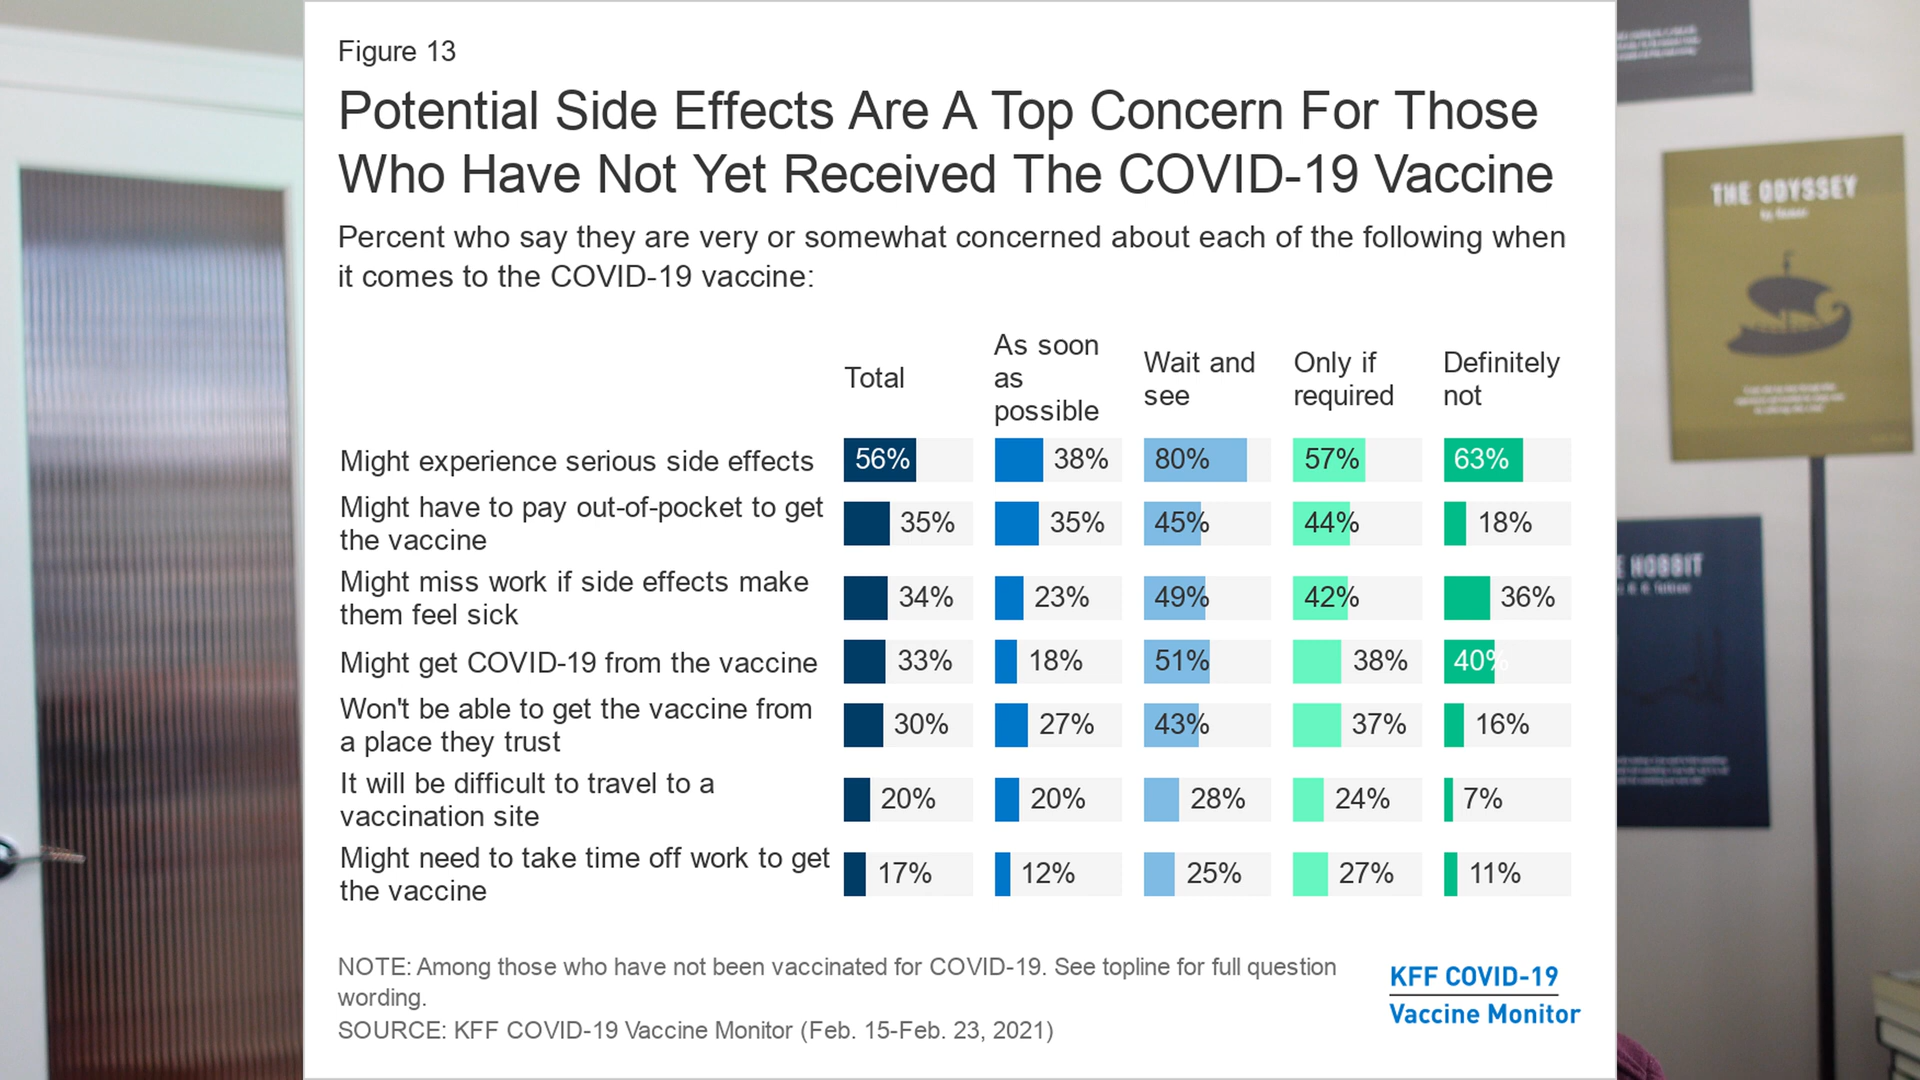 Figure 13
Potential Side Effects Are A Top Concern For Those
Who Have Not Yet Received The COVID-19 Vaccine
Percent who say they are very or somewhat concerned about each of the following when
it comes to the COVID-19 vaccine:
Total
As soon
as
possible
Wait and
see
Only if
required
Definitely
not
Might experience serious side effects 56% 38% 80% 57% 63%
Might have to pay out-of-pocket to get
the vaccine
35% 35% 45% 44% 18%
Might miss work if side effects make
them feel sick
34% 23% 49% 42% 36%
Might get COVID-19 from the vaccine 33% 18% 51% 38% 40%
Won't be able to get the vaccine from
a place they trust
30% 27% 43% 37% 16%
It will be difficult to travel to a
vaccination site
20% 20% 28% 24% 7%
Might need to take time off work to get
the vaccine
17% 12% 25% 27% 11%
NOTE: Among those who have not been vaccinated for COVID-19. See topline for full question
wording.
SOURCE: KFF COVID-19 Vaccine Monitor (Feb. 15-Feb. 23, 2021)
KFF COVID-19
Vaccine Monitor
THE ODYSSEY
by Homer
HOBBIT